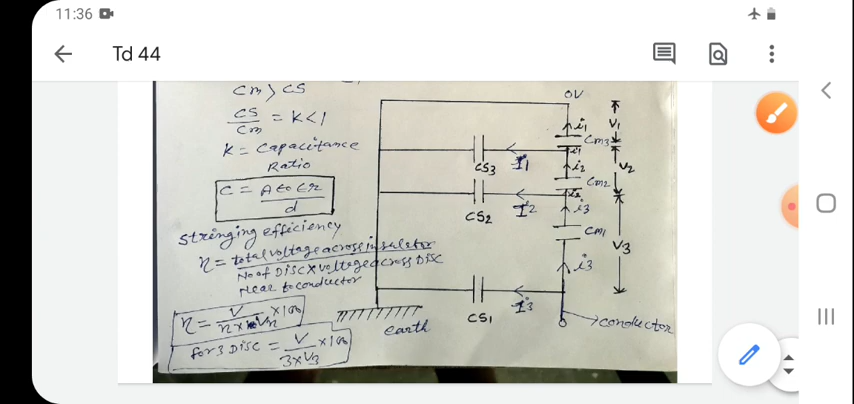 11:36
Td 44
Cm > CS
CS/Cm = K < 1
K = Capacitance
Ratio
C = A ε0 εr / d
stringing efficiency
η = total voltage across insulator
No of Disc x voltage across Disc
Near to conductor
η = V / n x Vn x 100
for 3 Disc = V / 3 x V3 x 100
0V
i1
Cm3
V1
CS3
I1
i1
i2
V2
Cm2
CS2
I2
i2
i3
Cm1
V3
i3
CS1
I3
earth
conductor